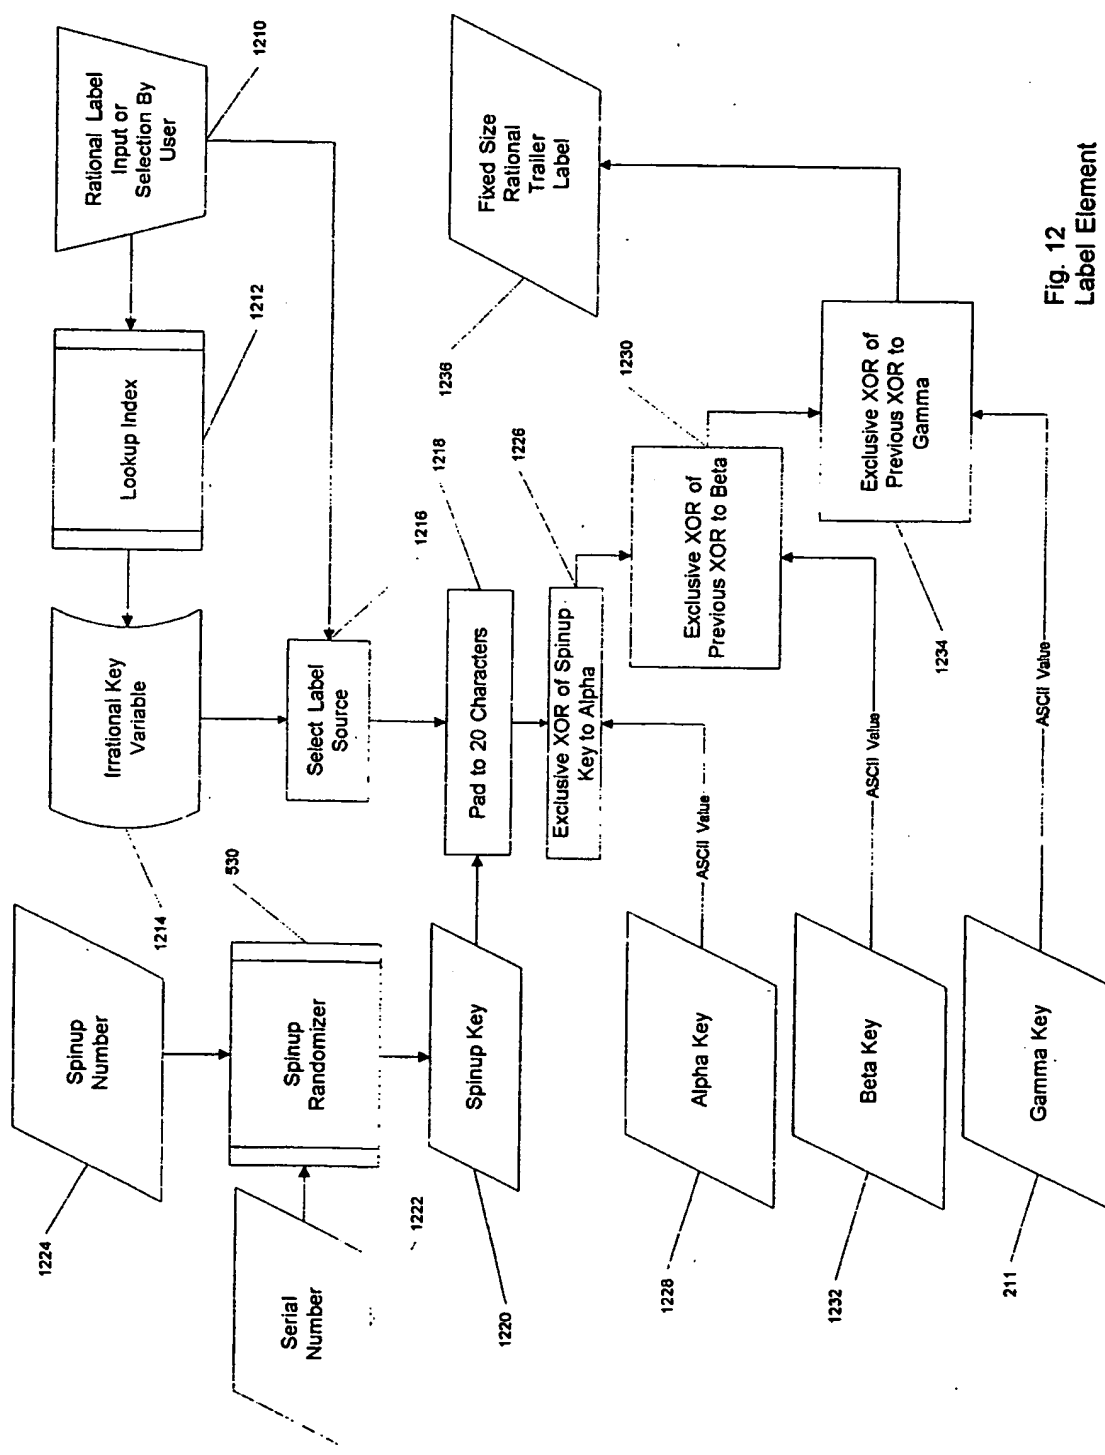 Spinup
Number
1224
Serial
Number
1222
Spinup
Randomizer
530
Spinup Key
1220
Irrational Key
Variable
1214
Lookup Index
1212
Rational Label
Input or
Selection By
User
1210
Select Label
Source
1216
Pad to 20 Characters
1218
Exclusive XOR of Spinup
Key to Alpha
1226
Exclusive XOR of
Previous XOR to Beta
1230
Exclusive XOR of
Previous XOR to
Gamma
1234
Fixed Size
Rational
Trailer
Label
1236
Alpha Key
1228
ASCII Value
Beta Key
1232
ASCII Value
Gamma Key
211
ASCII Value
Fig. 12
Label Element